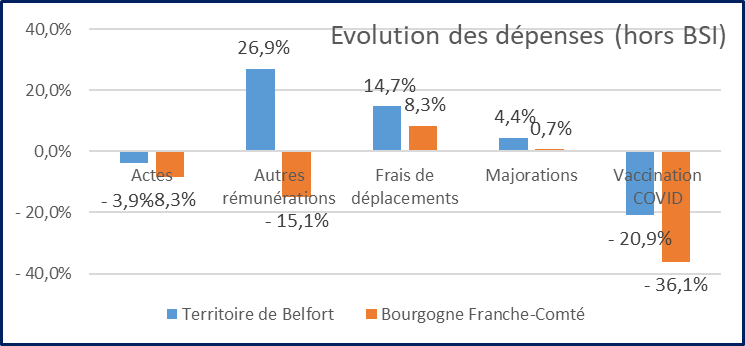 Evolution des dépenses (hors BSI)
40,0%
20,0%
0,0%
- 20,0%
- 40,0%
26,9%
14,7%
8,3%
4,4%
0,7%
Actes
Autres
rémunérations
Frais de
déplacements
Majorations
Vaccination
COVID
- 3,9%
8,3%
- 15,1%
- 20,9%
- 36,1%
Territoire de Belfort
Bourgogne Franche-Comté